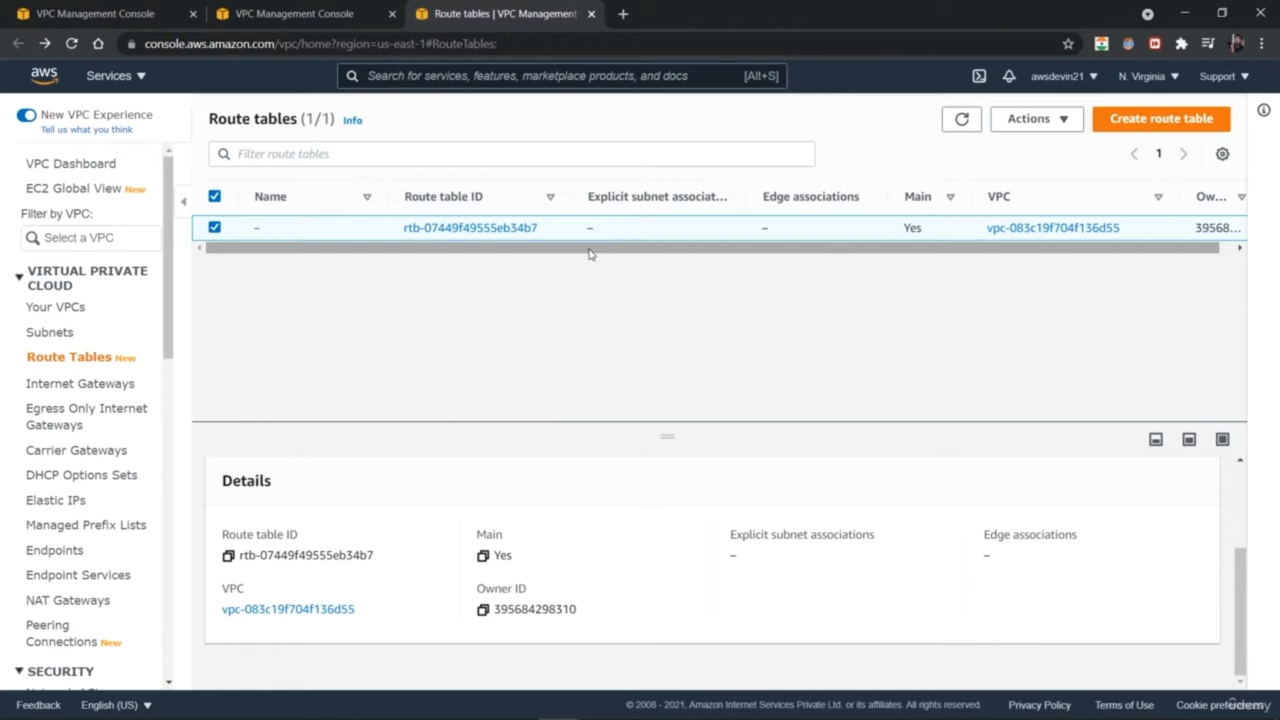 VPC Management Console
VPC Management Console
Route tables | VPC Management
console.aws.amazon.com/vpc/home?region=us-east-1#RouteTables:
aws
Services
Search for services, features, marketplace products, and docs
[Alt+S]
awsdevin21
N. Virginia
Support
New VPC Experience
Tell us what you think
VPC Dashboard
EC2 Global View New
Filter by VPC:
Select a VPC
VIRTUAL PRIVATE
CLOUD
Your VPCs
Subnets
Route Tables New
Internet Gateways
Egress Only Internet
Gateways
Carrier Gateways
DHCP Options Sets
Elastic IPs
Managed Prefix Lists
Endpoints
Endpoint Services
NAT Gateways
Peering
Connections New
SECURITY
Route tables (1/1) Info
Actions
Create route table
Filter route tables
1
Name
Route table ID
Explicit subnet associat...
Edge associations
Main
VPC
Ow...
–
rtb-07449f49555eb34b7
–
–
Yes
vpc-083c19f704f136d55
39568...
Details
Route table ID
rtb-07449f49555eb34b7
Main
Yes
Explicit subnet associations
–
Edge associations
–
VPC
vpc-083c19f704f136d55
Owner ID
395684298310
Feedback
English (US)
© 2008 - 2021, Amazon Internet Services Private Ltd. or its affiliates. All rights reserved.
Privacy Policy
Terms of Use
Cookie preferences
Udemy